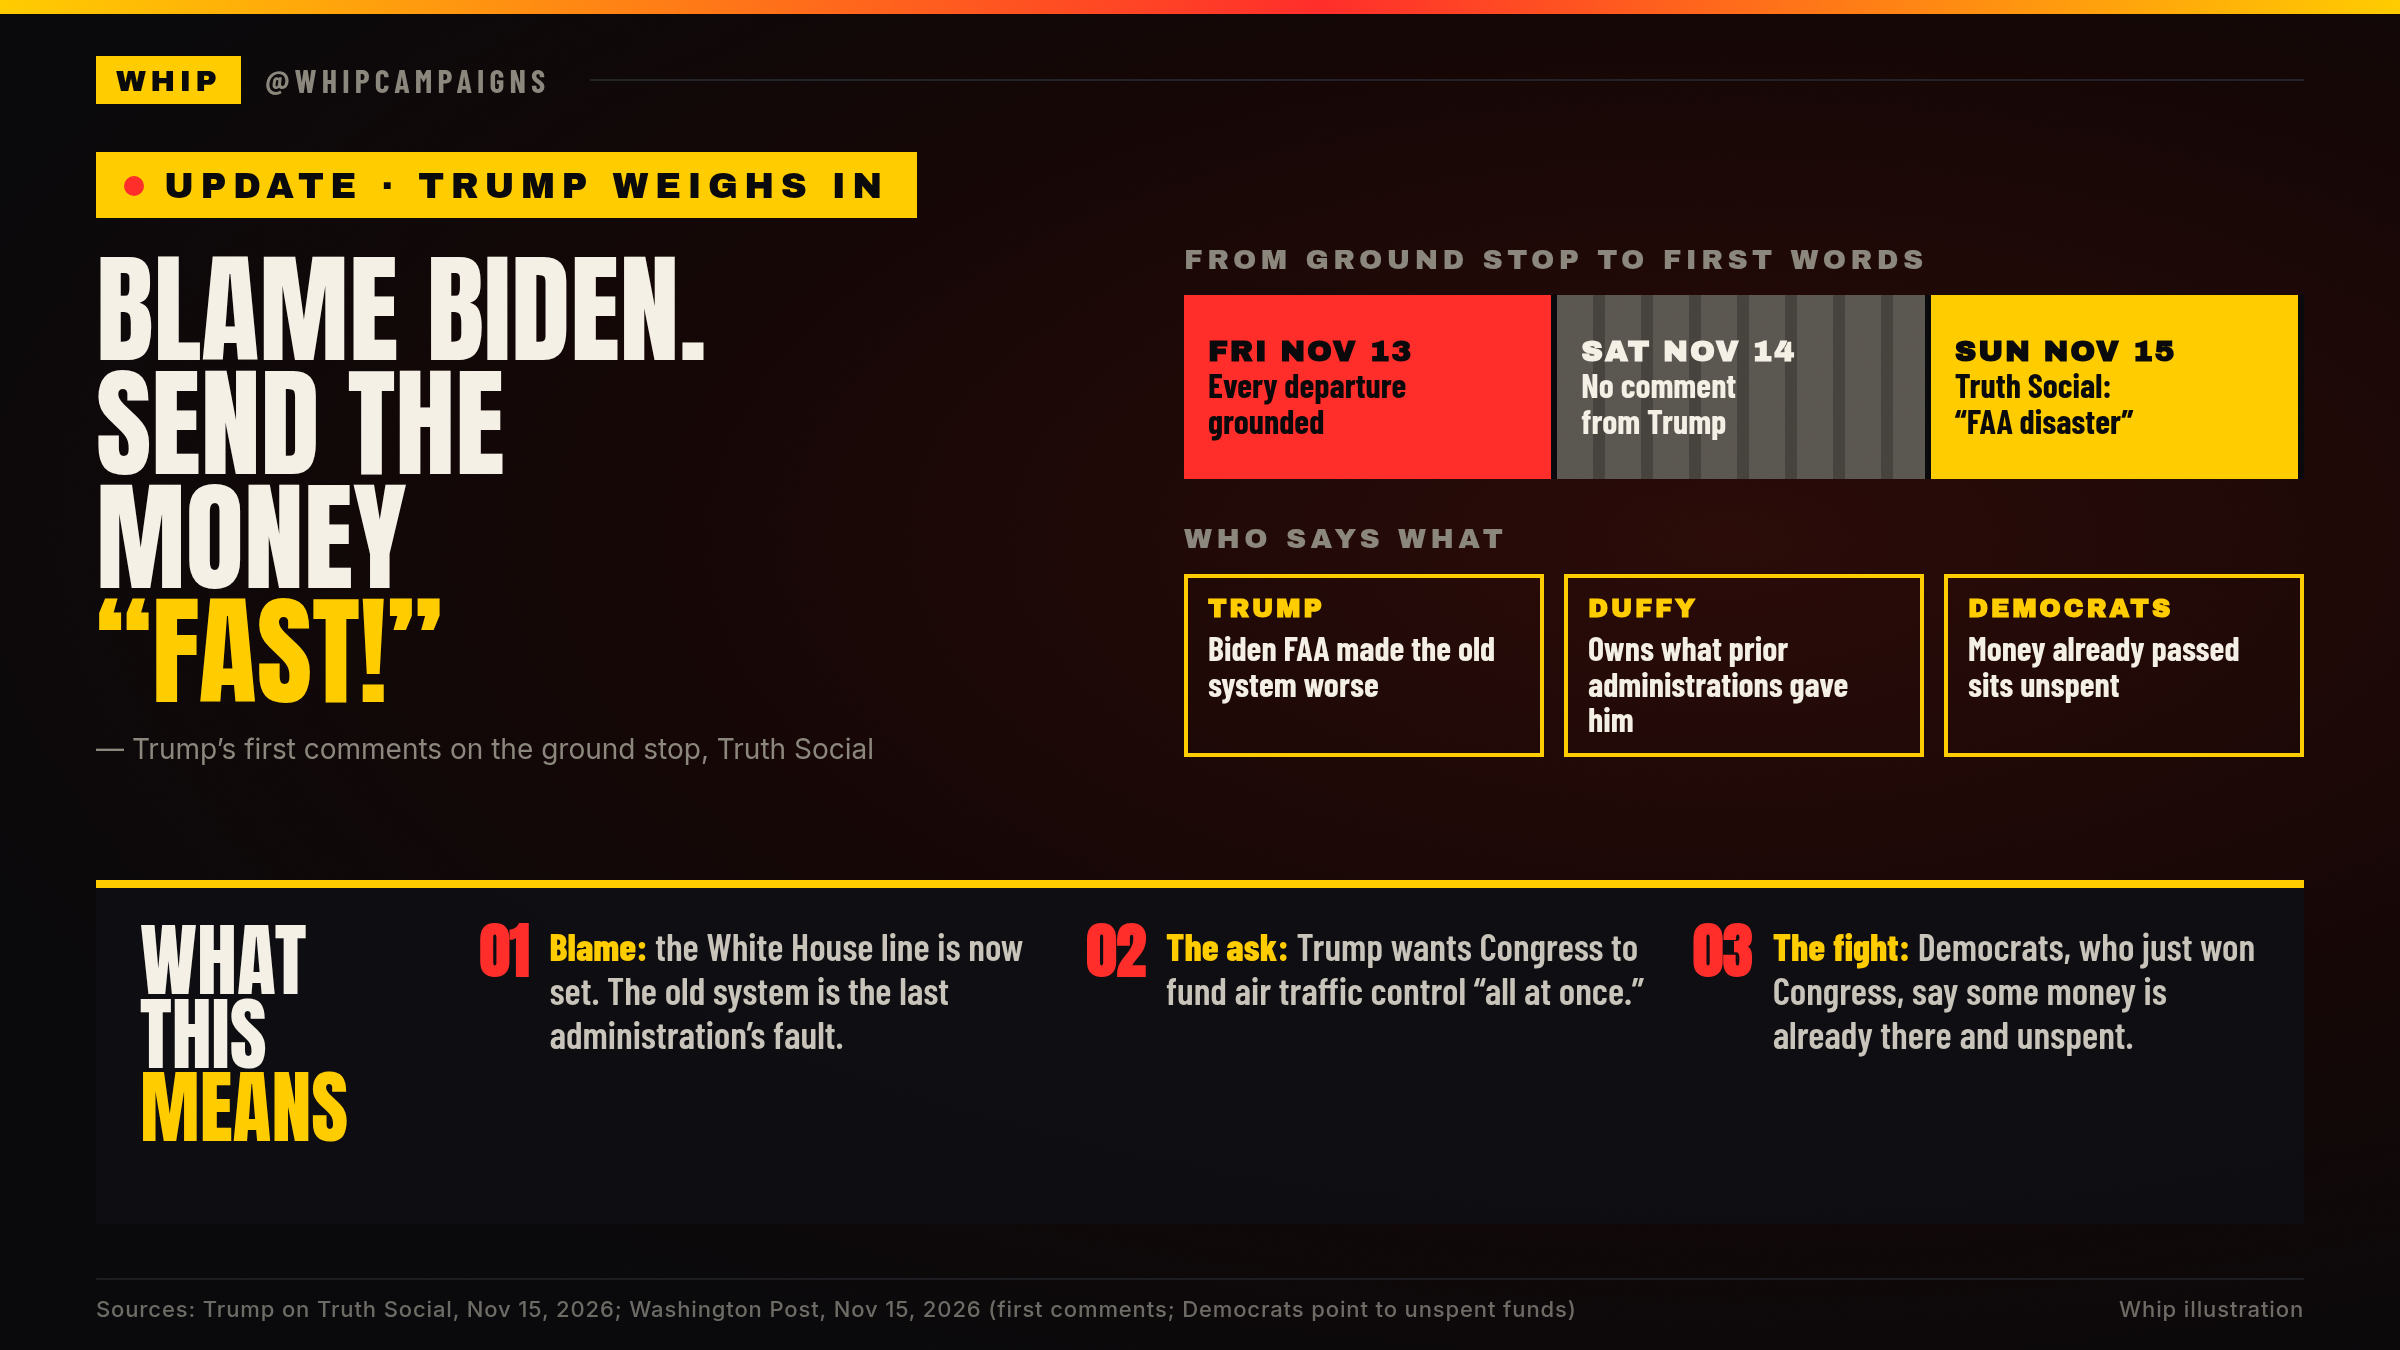 WHIP @WHIPCAMPAIGNS
UPDATE · TRUMP WEIGHS IN
BLAME BIDEN.
SEND THE
MONEY
“FAST!”
— Trump’s first comments on the ground stop, Truth Social
FROM GROUND STOP TO FIRST WORDS
FRI NOV 13
Every departure
grounded
SAT NOV 14
No comment
from Trump
SUN NOV 15
Truth Social:
“FAA disaster”
WHO SAYS WHAT
TRUMP
Biden FAA made the old
system worse
DUFFY
Owns what prior
administrations gave
him
DEMOCRATS
Money already passed
sits unspent
WHAT
THIS
MEANS
01 Blame: the White House line is now
set. The old system is the last
administration’s fault.
02 The ask: Trump wants Congress to
fund air traffic control “all at once.”
03 The fight: Democrats, who just won
Congress, say some money is
already there and unspent.
Sources: Trump on Truth Social, Nov 15, 2026; Washington Post, Nov 15, 2026 (first comments; Democrats point to unspent funds)
Whip illustration